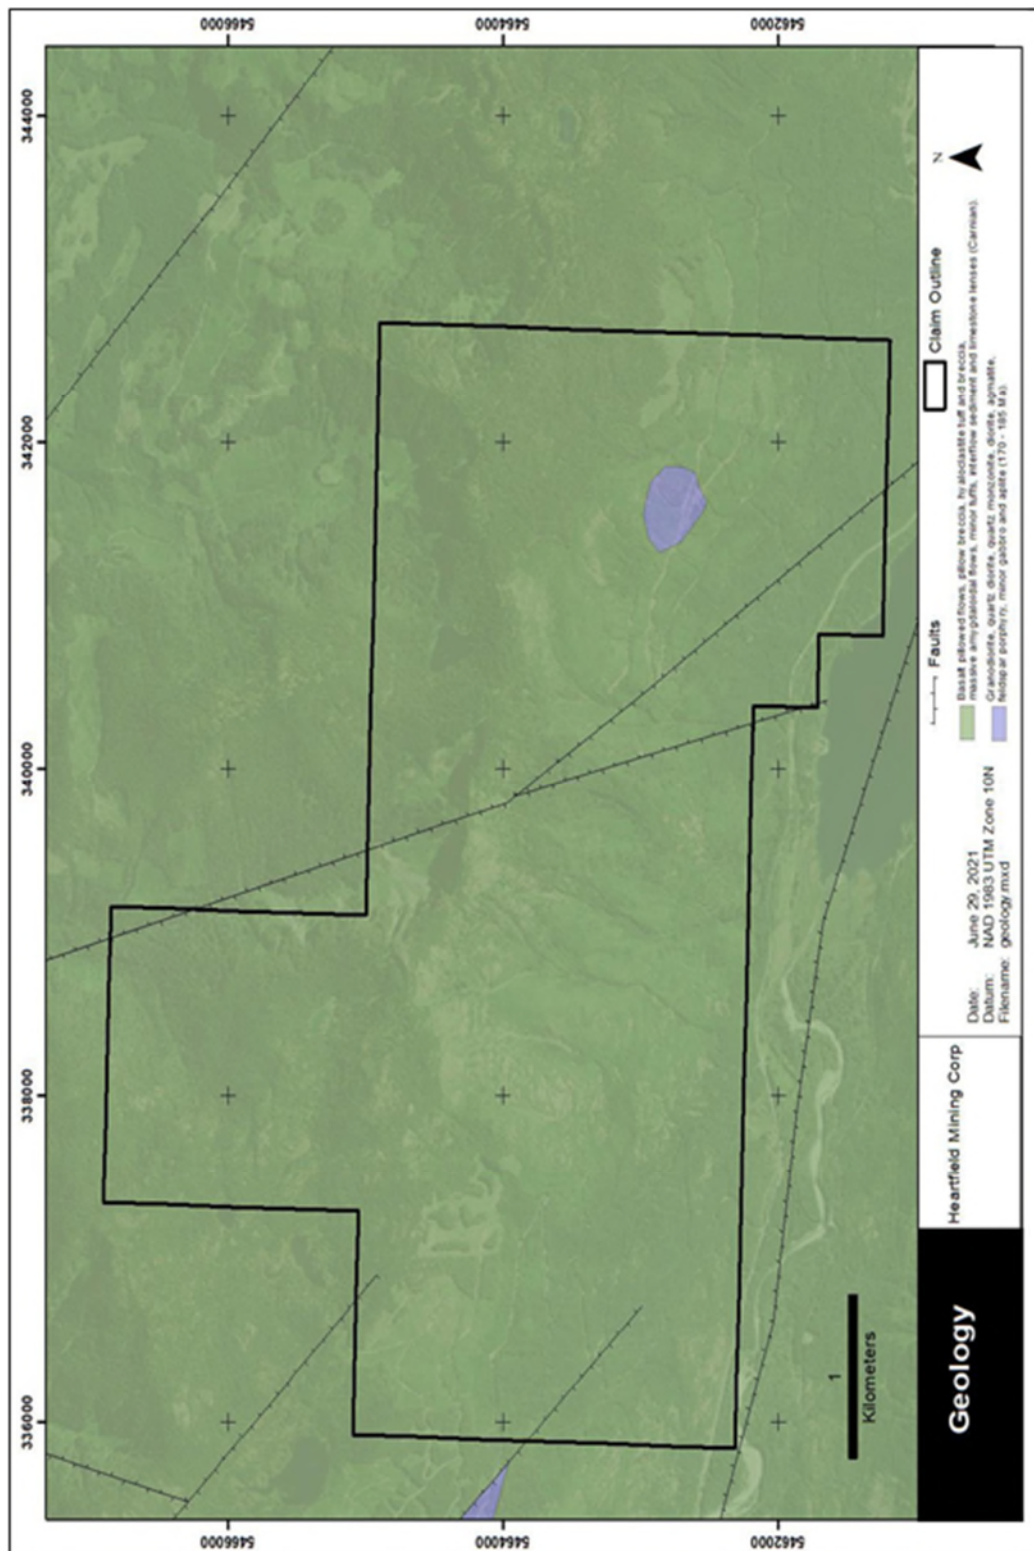 336000
338000
340000
342000
344000
5466000
5464000
5462000
5466000
5464000
5462000
1
Kilometers
Geology
Heartfield Mining Corp
Date: June 29, 2021
Datum: NAD 1983 UTM Zone 10N
Filename: geology.mxd
Faults
Claim Outline
N
Basalt pillowed flows, pillow breccia, hyaloclastite tuff and breccia,
massive amygdaloidal flows, minor tuffs, interflow sediment and limestone lenses (Carnian).
Granodiorite, quartz diorite, quartz monzonite, diorite, agmatite,
feldspar porphyry, minor gabbro and aplite (170 - 185 Ma).